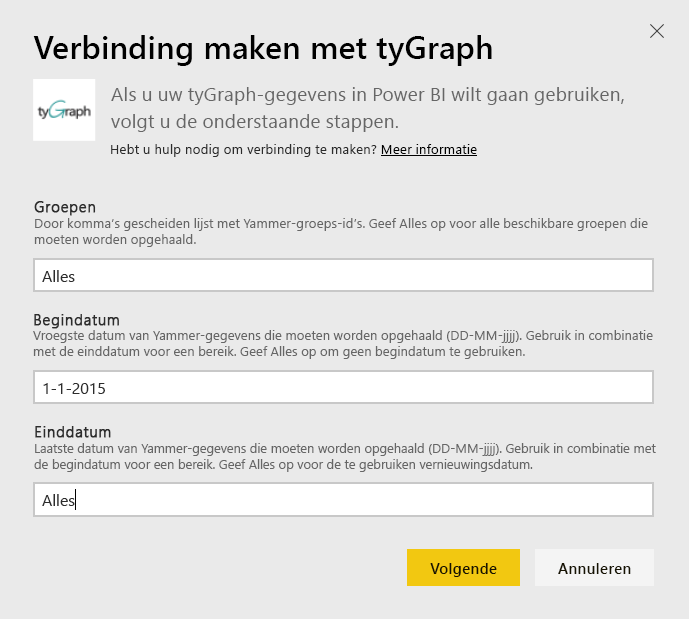 Verbinding maken met tyGraph
tyGraph
Als u uw tyGraph-gegevens in Power BI wilt gaan gebruiken,
volgt u de onderstaande stappen.
Hebt u hulp nodig om verbinding te maken? Meer informatie
Groepen
Door komma's gescheiden lijst met Yammer-groeps-id's. Geef Alles op voor alle beschikbare groepen die
moeten worden opgehaald.
Alles
Begindatum
Vroegste datum van Yammer-gegevens die moeten worden opgehaald (DD-MM-jjjj). Gebruik in combinatie
met de einddatum voor een bereik. Geef Alles op om geen begindatum te gebruiken.
1-1-2015
Einddatum
Laatste datum van Yammer-gegevens die moeten worden opgehaald (DD-MM-jjjj). Gebruik in combinatie met
de begindatum voor een bereik. Geef Alles op voor de te gebruiken vernieuwingsdatum.
Alles
Volgende
Annuleren